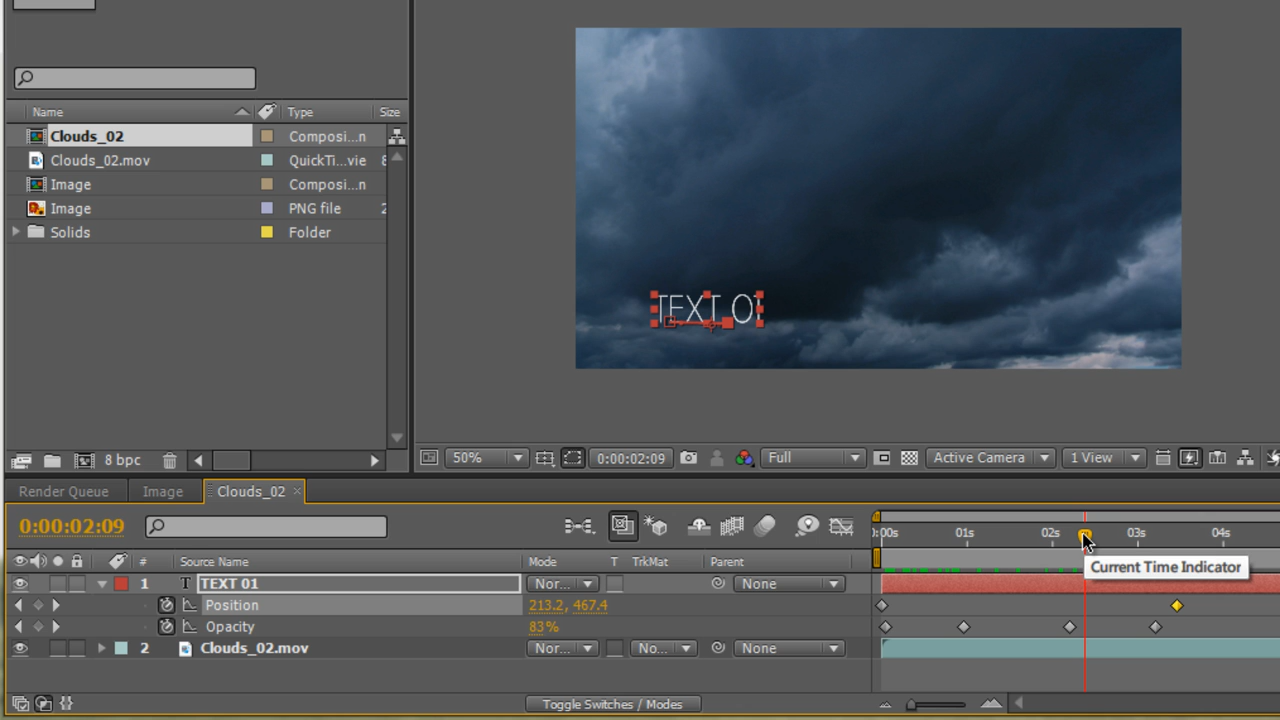 Name Type Size
Clouds_02 Composi...n
Clouds_02.mov QuickTi...vie 8
Image Composi...n
Image PNG file 2
Solids Folder
TEXT 01
8 bpc
50% 0:00:02:09 Full Active Camera 1 View
Render Queue Image Clouds_02 ×
0:00:02:09
:00s 01s 02s 03s 04s
Current Time Indicator
# Source Name Mode T TrkMat Parent
1 T TEXT 01 Nor... None
Position 213.2, 467.4
Opacity 83%
2 Clouds_02.mov Nor... No... None
Toggle Switches / Modes